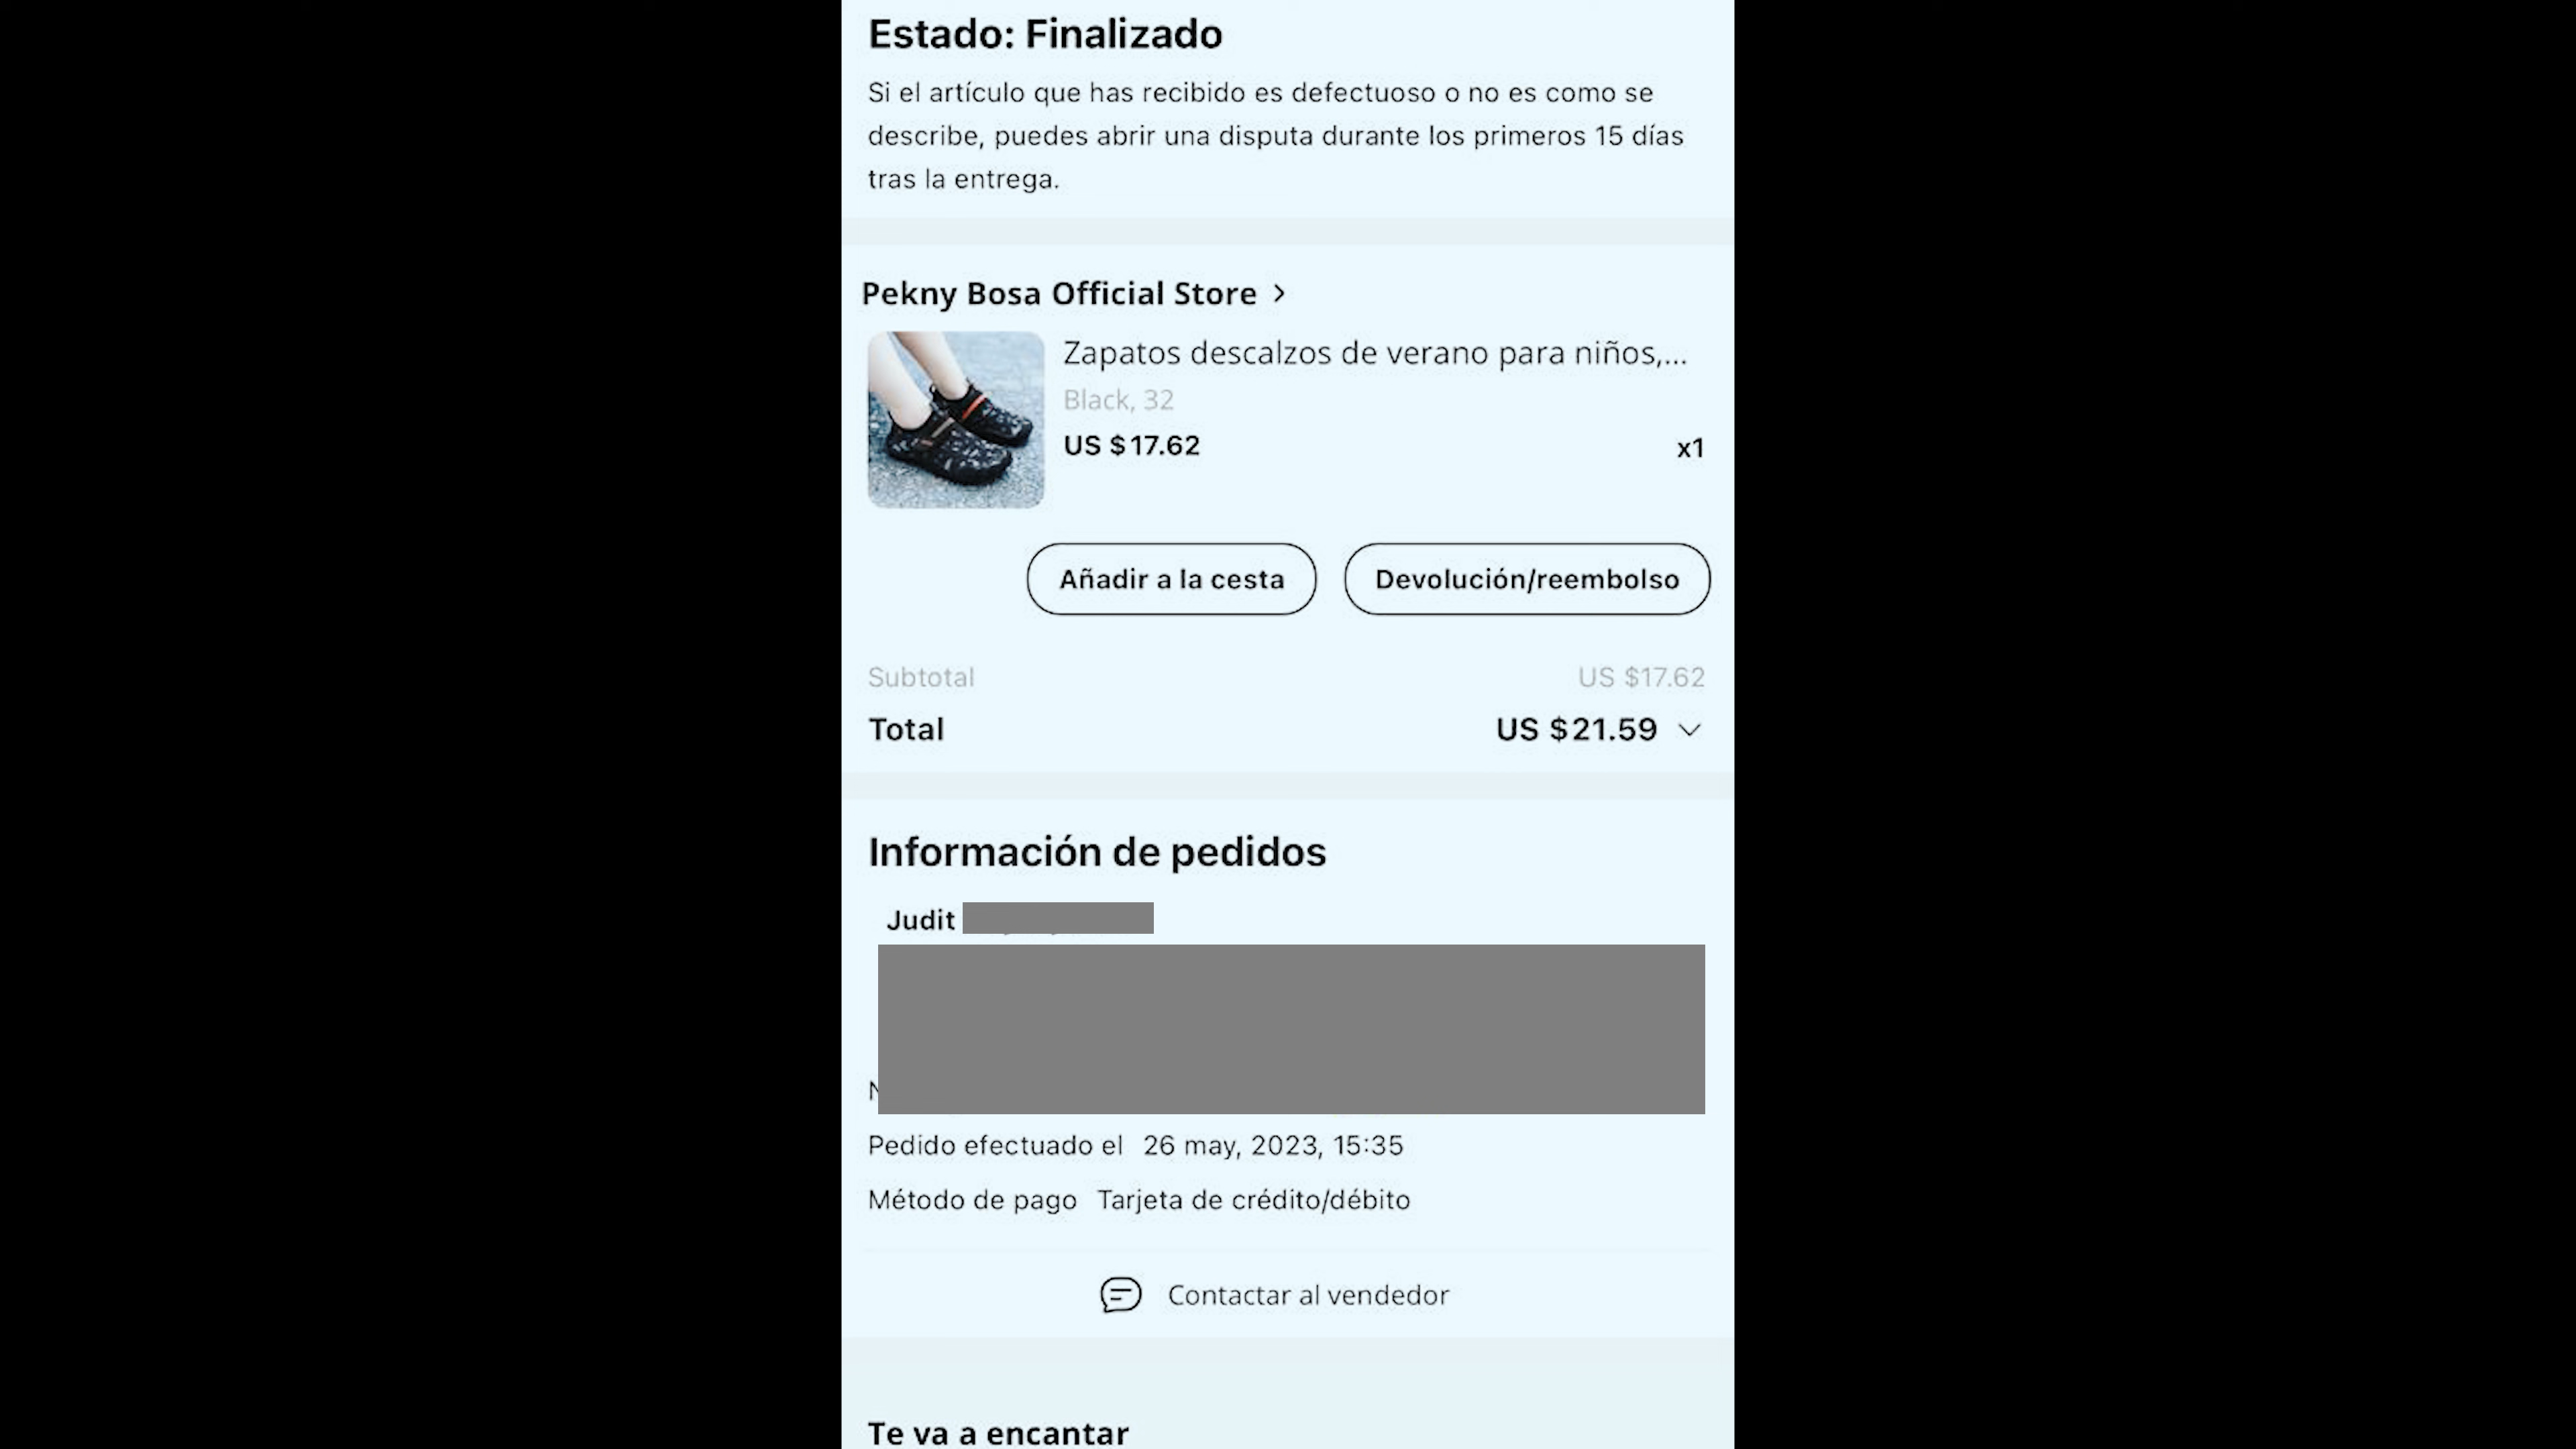 Estado: Finalizado
Si el artículo que has recibido es defectuoso o no es como se
describe, puedes abrir una disputa durante los primeros 15 días
tras la entrega.
Pekny Bosa Official Store
Zapatos descalzos de verano para niños,...
Black, 32
US $17.62
x1
Añadir a la cesta
Devolución/reembolso
Subtotal US $17.62
Total US $21.59
Información de pedidos
Judit
Pedido efectuado el 26 may, 2023, 15:35
Método de pago Tarjeta de crédito/débito
Contactar al vendedor
Te va a encantar